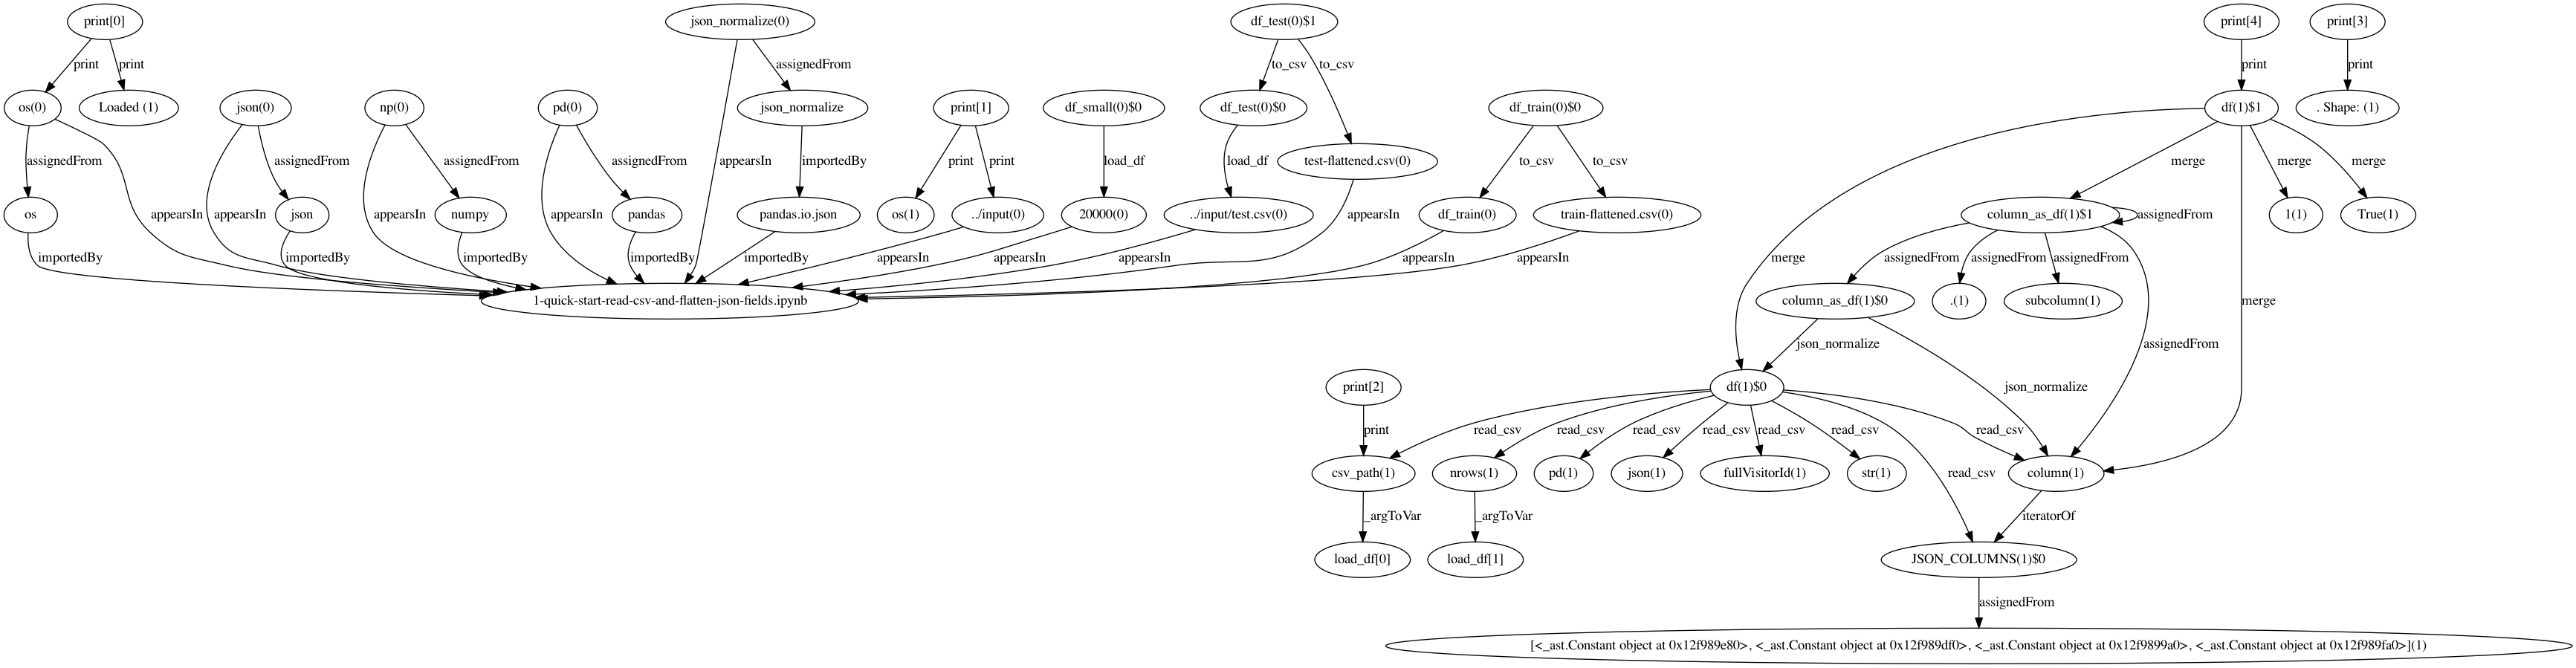 print[0]
json_normalize(0)
df_test(0)$1
print[4]
print[3]
print
print
assignedFrom
to_csv
to_csv
print
print
os(0)
Loaded (1)
json(0)
np(0)
pd(0)
json_normalize
print[1]
df_small(0)$0
df_test(0)$0
df_train(0)$0
df(1)$1
. Shape: (1)
assignedFrom
assignedFrom
assignedFrom
assignedFrom
appearsIn
importedBy
print
print
load_df
load_df
test-flattened.csv(0)
to_csv
to_csv
merge
merge
merge
os
appearsIn
appearsIn
json
appearsIn
numpy
appearsIn
pandas
pandas.io.json
os(1)
../input(0)
20000(0)
../input/test.csv(0)
appearsIn
df_train(0)
train-flattened.csv(0)
column_as_df(1)$1
assignedFrom
1(1)
True(1)
importedBy
importedBy
importedBy
importedBy
importedBy
appearsIn
appearsIn
appearsIn
appearsIn
appearsIn
merge
assignedFrom
assignedFrom
assignedFrom
1-quick-start-read-csv-and-flatten-json-fields.ipynb
column_as_df(1)$0
.(1)
subcolumn(1)
merge
json_normalize
assignedFrom
print[2]
df(1)$0
json_normalize
print
read_csv
read_csv
read_csv
read_csv
read_csv
read_csv
read_csv
csv_path(1)
nrows(1)
pd(1)
json(1)
fullVisitorId(1)
str(1)
read_csv
column(1)
_argToVar
_argToVar
iteratorOf
load_df[0]
load_df[1]
JSON_COLUMNS(1)$0
assignedFrom
[<_ast.Constant object at 0x12f989e80>, <_ast.Constant object at 0x12f989df0>, <_ast.Constant object at 0x12f9899a0>, <_ast.Constant object at 0x12f989fa0>](1)